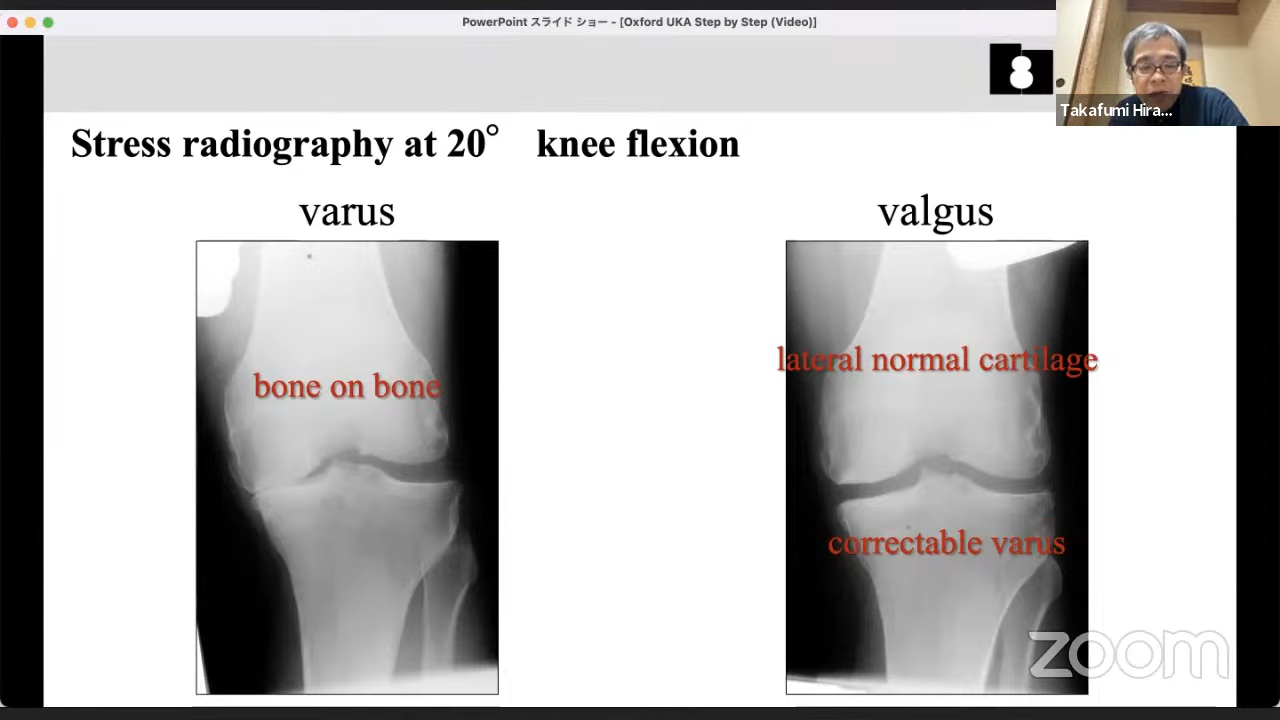 PowerPoint スライド ショー - [Oxford UKA Step by Step (Video)]
Takafumi Hira...
Stress radiography at 20° knee flexion
varus
valgus
bone on bone
lateral normal cartilage
correctable varus
zoom